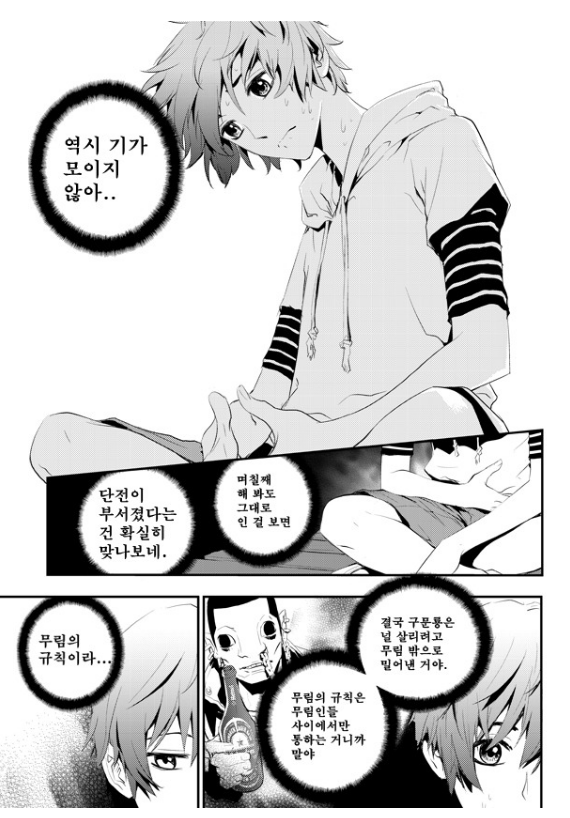 역시 기가
모이지
않아..
며칠째
해 봐도
그대로
인 걸 보면
단전이
부서졌다는
건 확실히
맞나보네.
결국 구문룡은
널 살리려고
무림 밖으로
밀어낸 거야.
무림의 규칙은
무림인들
사이에서만
통하는 거니까
말야
무림의
규칙이라...